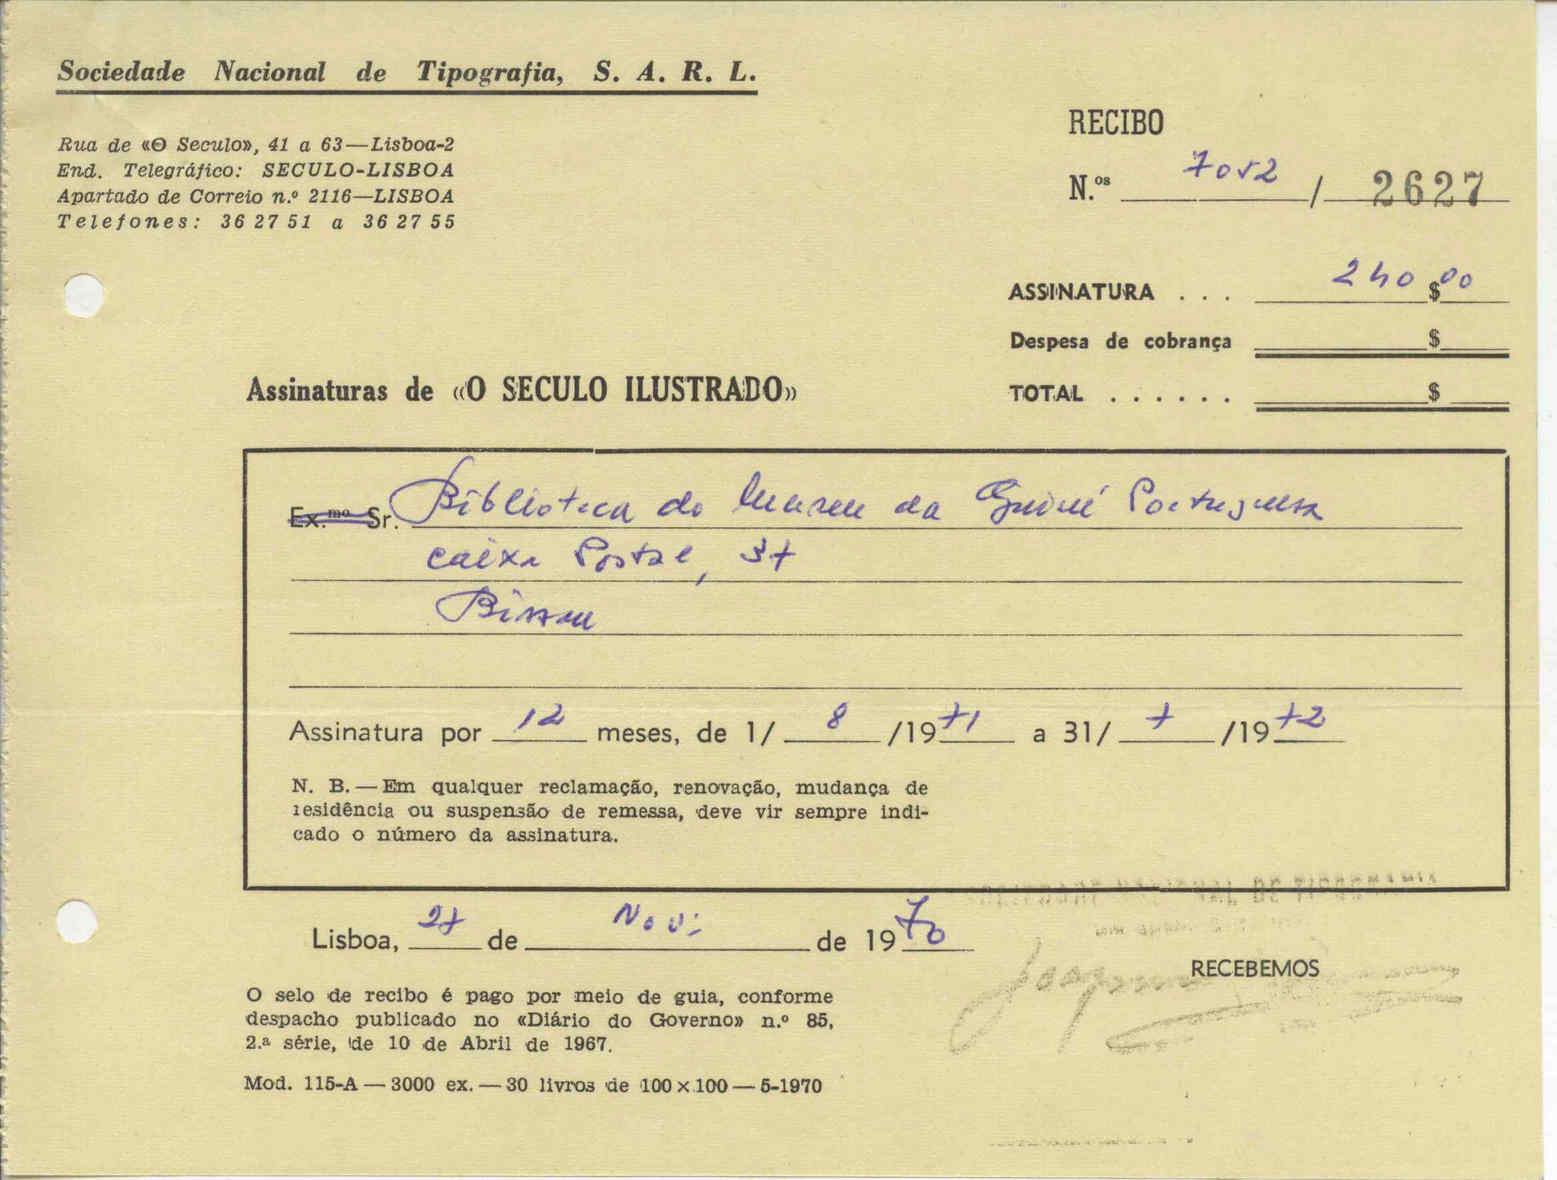 Sociedade Nacional de Tipografia, S. A. R. L.
Rua de «O Seculo», 41 a 63—Lisboa-2
End. Telegráfico: SECULO-LISBOA
Apartado de Correio n.º 2116—LISBOA
Telefones: 36 27 51 a 36 27 55
RECIBO
N.ᵒˢ 7052 / 2627
ASSINATURA . . . 240$00
Despesa de cobrança $
TOTAL . . . . . . $
Assinaturas de «O SECULO ILUSTRADO»
Ex.ᵐᵒ Sr. Biblioteca do Museu da Guiné Portuguesa
Caixa Postal, 37
Bissau
Assinatura por 12 meses, de 1/ 8 /1971 a 31/ 7 /1972
N. B.—Em qualquer reclamação, renovação, mudança de
residência ou suspensão de remessa, deve vir sempre indi-
cado o número da assinatura.
Lisboa, 27 de Nov: de 1970
RECEBEMOS
O selo de recibo é pago por meio de guia, conforme
despacho publicado no «Diário do Governo» n.º 85,
2.ª série, de 10 de Abril de 1967.
Mod. 115-A — 3000 ex. — 30 livros de 100×100 — 5-1970